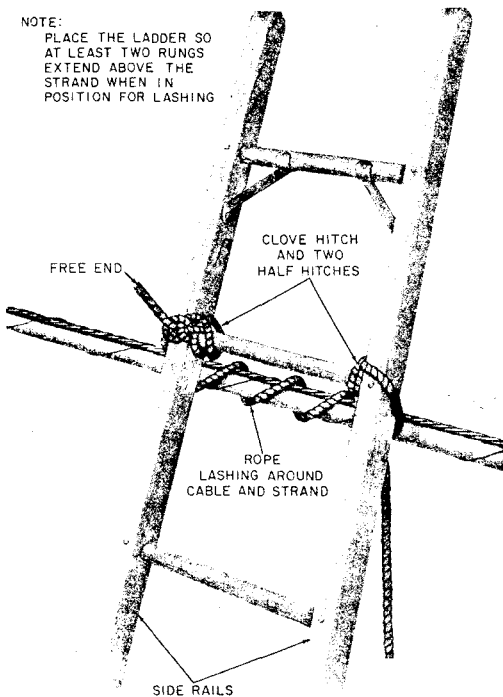 NOTE:
PLACE THE LADDER SO
AT LEAST TWO RUNGS
EXTEND ABOVE THE
STRAND WHEN IN
POSITION FOR LASHING
CLOVE HITCH
AND TWO
HALF HITCHES
FREE END
ROPE
LASHING AROUND
CABLE AND STRAND
SIDE RAILS